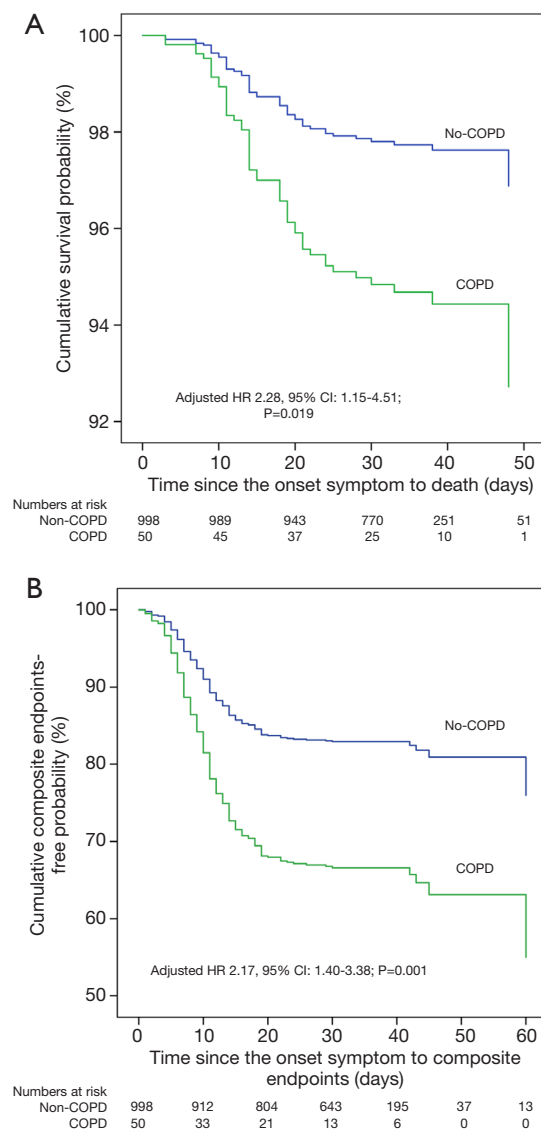 A
Cumulative survival probability (%)
100
98
96
94
92
No-COPD
COPD
Adjusted HR 2.28, 95% CI: 1.15-4.51;
P=0.019
0 10 20 30 40 50
Time since the onset symptom to death (days)
Numbers at risk
Non-COPD 998 989 943 770 251 51
COPD 50 45 37 25 10 1
B
Cumulative composite endpoints-
free probability (%)
100
90
80
70
60
50
No-COPD
COPD
Adjusted HR 2.17, 95% CI: 1.40-3.38; P=0.001
0 10 20 30 40 50 60
Time since the onset symptom to composite
endpoints (days)
Numbers at risk
Non-COPD 998 912 804 643 195 37 13
COPD 50 33 21 13 6 0 0